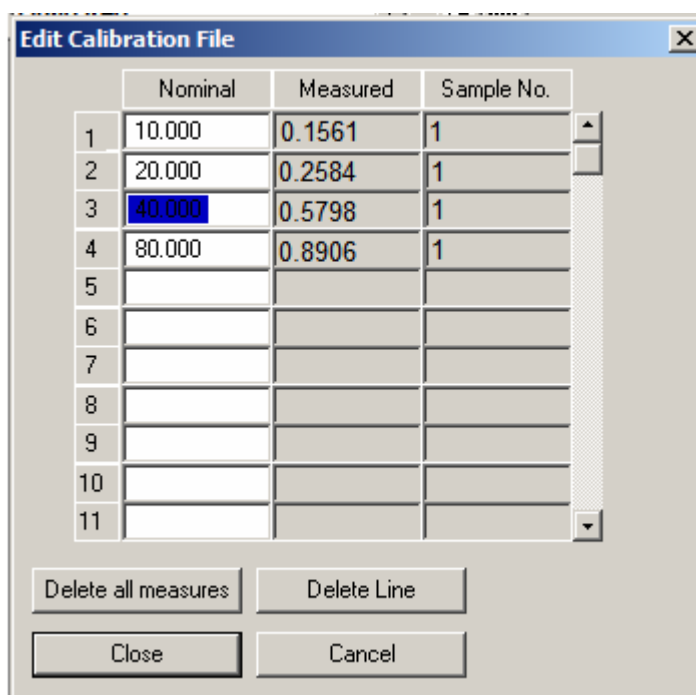 Edit Calibration File
Nominal Measured Sample No.
1 10.000 0.1561 1
2 20.000 0.2584 1
3 40.000 0.5798 1
4 80.000 0.8906 1
5
6
7
8
9
10
11
Delete all measures Delete Line
Close Cancel